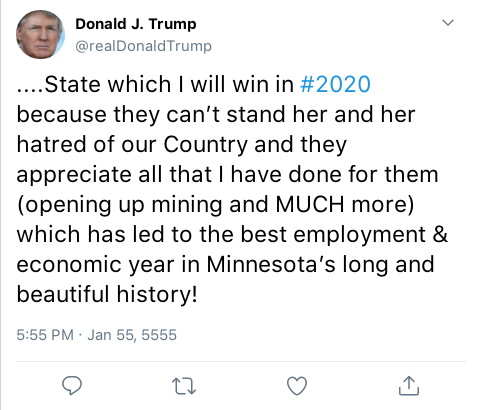 Donald J. Trump
@realDonaldTrump
....State which I will win in #2020
because they can’t stand her and her
hatred of our Country and they
appreciate all that I have done for them
(opening up mining and MUCH more)
which has led to the best employment &
economic year in Minnesota’s long and
beautiful history!
5:55 PM · Jan 55, 5555